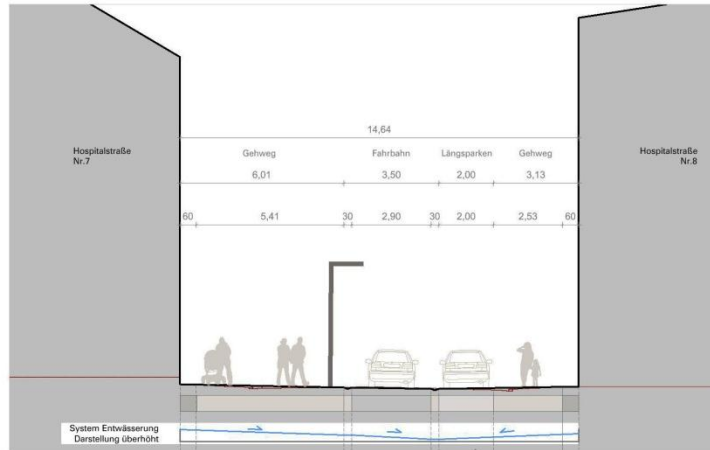 14,64
Hospitalstraße
Nr.7
Gehweg
Fahrbahn
Längsparken
Gehweg
Hospitalstraße
Nr.8
6,01
3,50
2,00
3,13
60
5,41
30
2,90
30
2,00
2,53
60
System Entwässerung
Darstellung überhöht